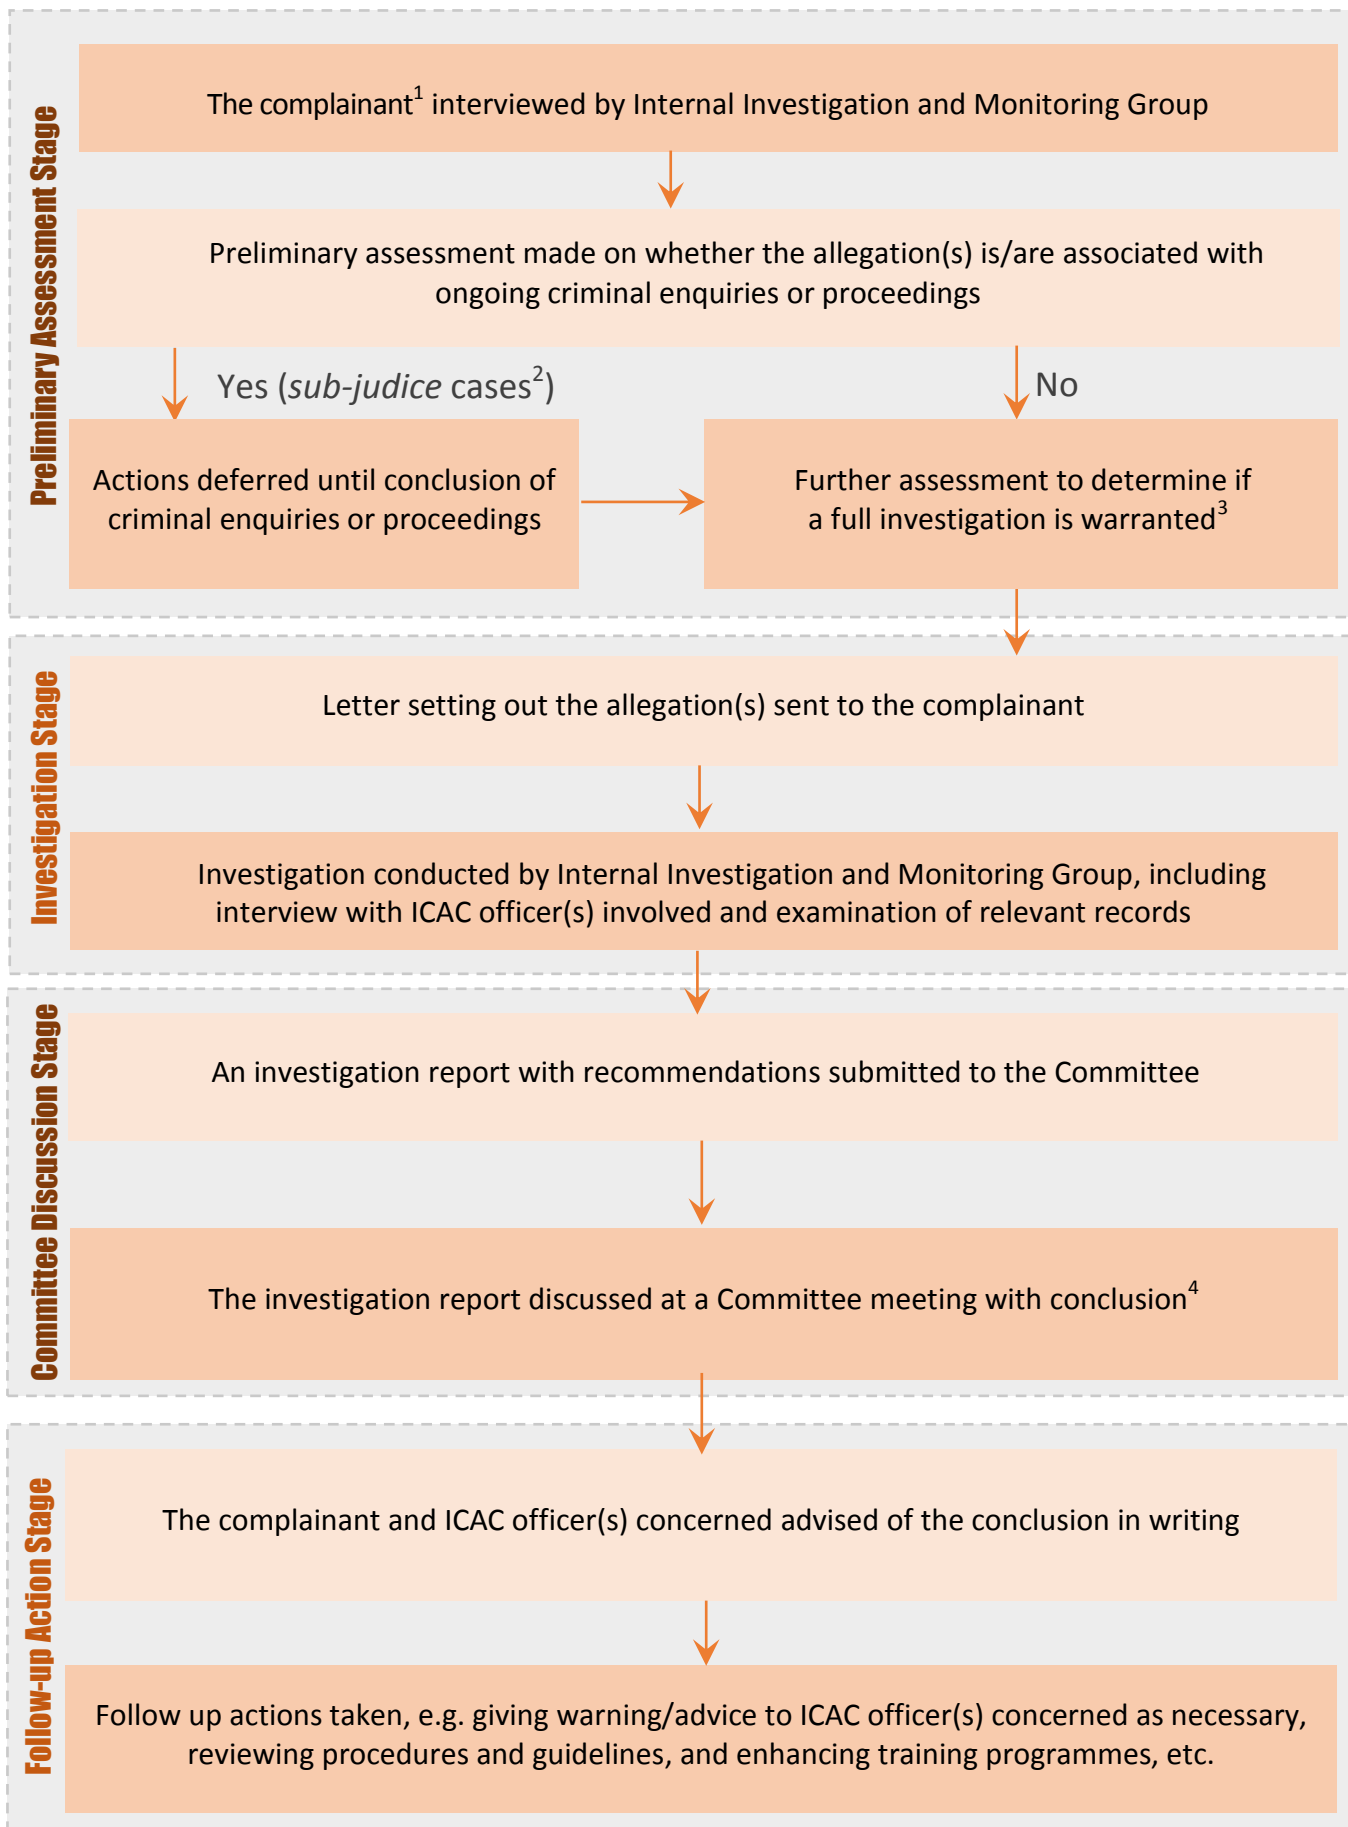 Preliminary Assessment Stage
The complainant¹ interviewed by Internal Investigation and Monitoring Group
Preliminary assessment made on whether the allegation(s) is/are associated with
ongoing criminal enquiries or proceedings
Yes (sub-judice cases²)
No
Actions deferred until conclusion of
criminal enquiries or proceedings
Further assessment to determine if
a full investigation is warranted³
Investigation Stage
Letter setting out the allegation(s) sent to the complainant
Investigation conducted by Internal Investigation and Monitoring Group, including
interview with ICAC officer(s) involved and examination of relevant records
Committee Discussion Stage
An investigation report with recommendations submitted to the Committee
The investigation report discussed at a Committee meeting with conclusion⁴
Follow-up Action Stage
The complainant and ICAC officer(s) concerned advised of the conclusion in writing
Follow up actions taken, e.g. giving warning/advice to ICAC officer(s) concerned as necessary,
reviewing procedures and guidelines, and enhancing training programmes, etc.